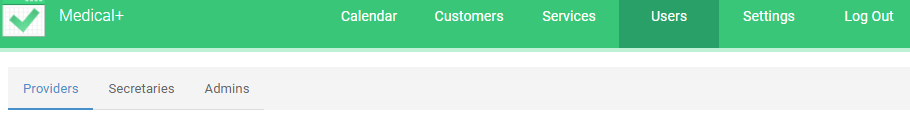 Medical+ Calendar Customers Services Users Settings Log Out
Providers Secretaries Admins